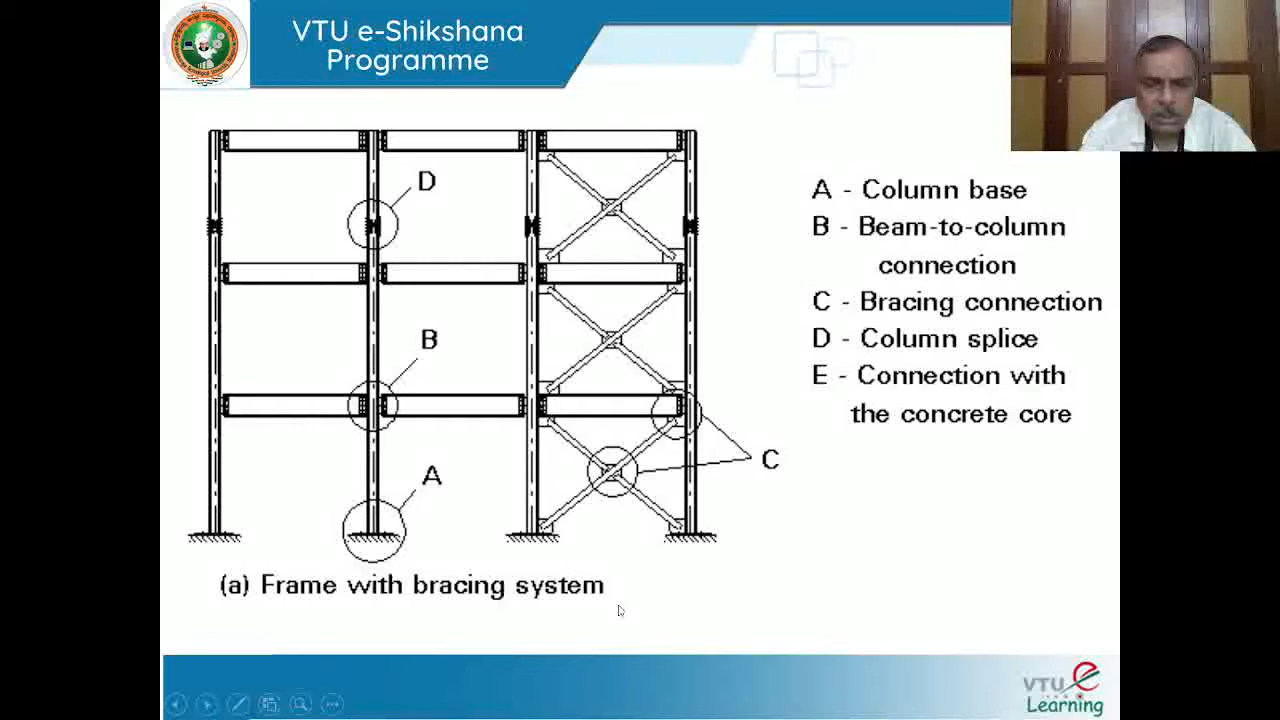 VTU e-Shikshana
Programme
D
B
A
C
A - Column base
B - Beam-to-column
connection
C - Bracing connection
D - Column splice
E - Connection with
the concrete core
(a) Frame with bracing system
VTU e
Learning